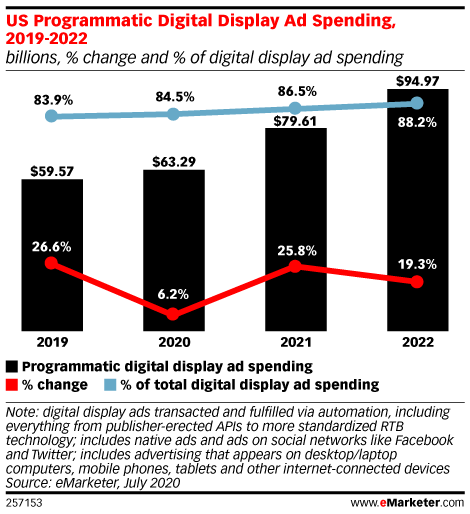 US Programmatic Digital Display Ad Spending,
2019-2022
billions, % change and % of digital display ad spending
83.9%
84.5%
86.5%
$94.97
88.2%
$59.57
$63.29
$79.61
26.6%
6.2%
25.8%
19.3%
2019
2020
2021
2022
Programmatic digital display ad spending
% change
% of total digital display ad spending
Note: digital display ads transacted and fulfilled via automation, including
everything from publisher-erected APIs to more standardized RTB
technology; includes native ads and ads on social networks like Facebook
and Twitter; includes advertising that appears on desktop/laptop
computers, mobile phones, tablets and other internet-connected devices
Source: eMarketer, July 2020
257153
www.eMarketer.com